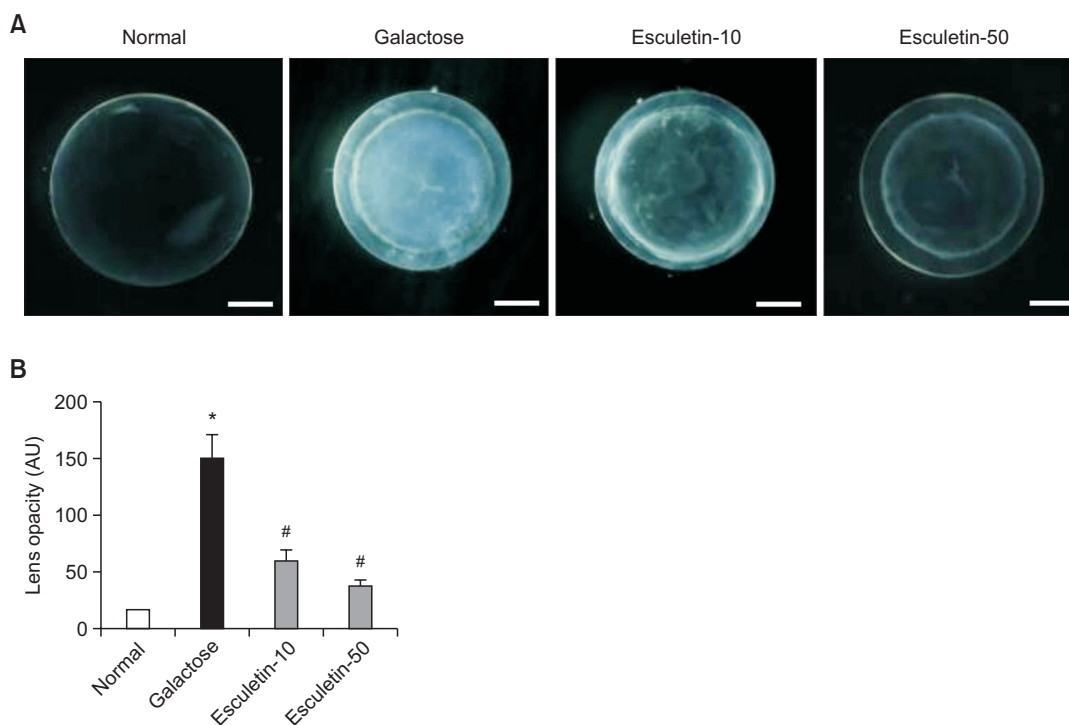 A
Normal Galactose Esculetin-10 Esculetin-50
B
200
150
100
50
0
Lens opacity (AU)
*
#
#
Normal
Galactose
Esculetin-10
Esculetin-50